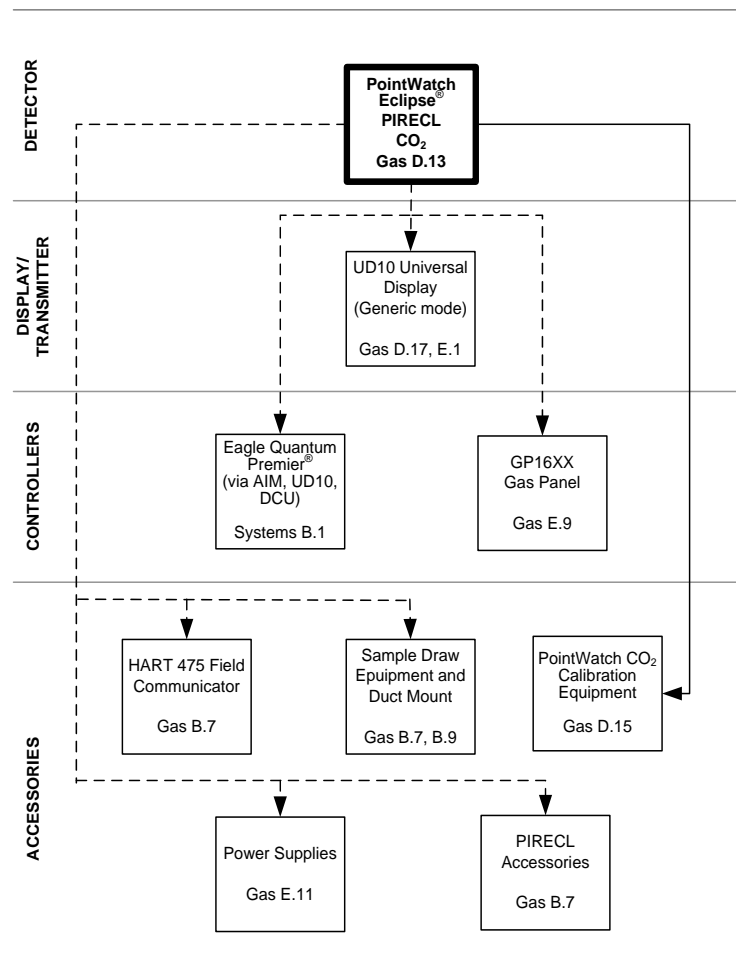 DETECTOR
PointWatch
Eclipse®
PIRECL
CO₂
Gas D.13
DISPLAY/
TRANSMITTER
UD10 Universal
Display
(Generic mode)
Gas D.17, E.1
CONTROLLERS
Eagle Quantum
Premier®
(via AIM, UD10,
DCU)
Systems B.1
GP16XX
Gas Panel
Gas E.9
ACCESSORIES
HART 475 Field
Communicator
Gas B.7
Sample Draw
Epuipment and
Duct Mount
Gas B.7, B.9
PointWatch CO₂
Calibration
Equipment
Gas D.15
Power Supplies
Gas E.11
PIRECL
Accessories
Gas B.7